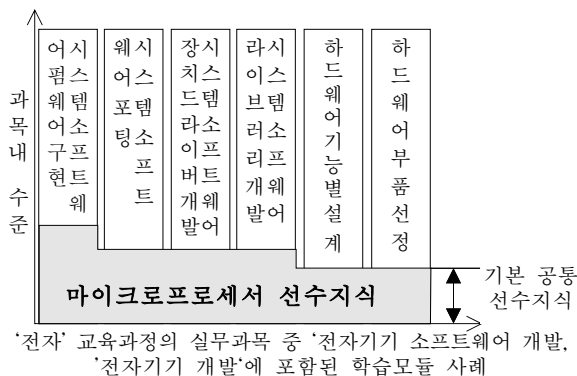 과목내 수준
시스템소프트웨
어펌웨어구현
시스템소프트
웨어포팅
시스템소프트웨어
장치드라이버개발
시스템소프웨어
라이브러리개발
하드웨어기능별설계
하드웨어부품선정
마이크로프로세서 선수지식
기본 공통
선수지식
‘전자’ 교육과정의 실무과목 중 ‘전자기기 소프트웨어 개발,
’전자기기 개발‘에 포함된 학습모듈 사례